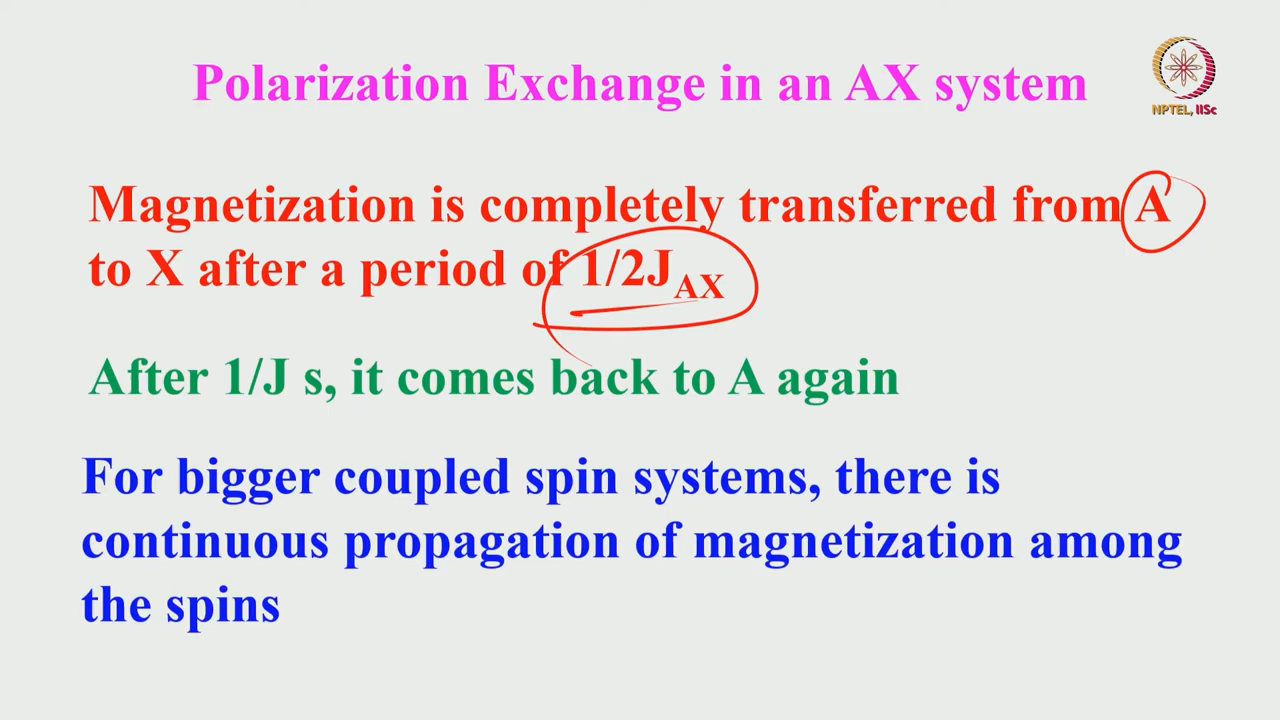 Polarization Exchange in an AX system
NPTEL, IISc
Magnetization is completely transferred from A
to X after a period of 1/2J_AX
After 1/J s, it comes back to A again
For bigger coupled spin systems, there is
continuous propagation of magnetization among
the spins